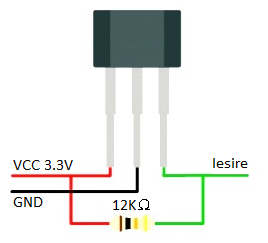 VCC 3.3V
Iesire
GND
12KΩ